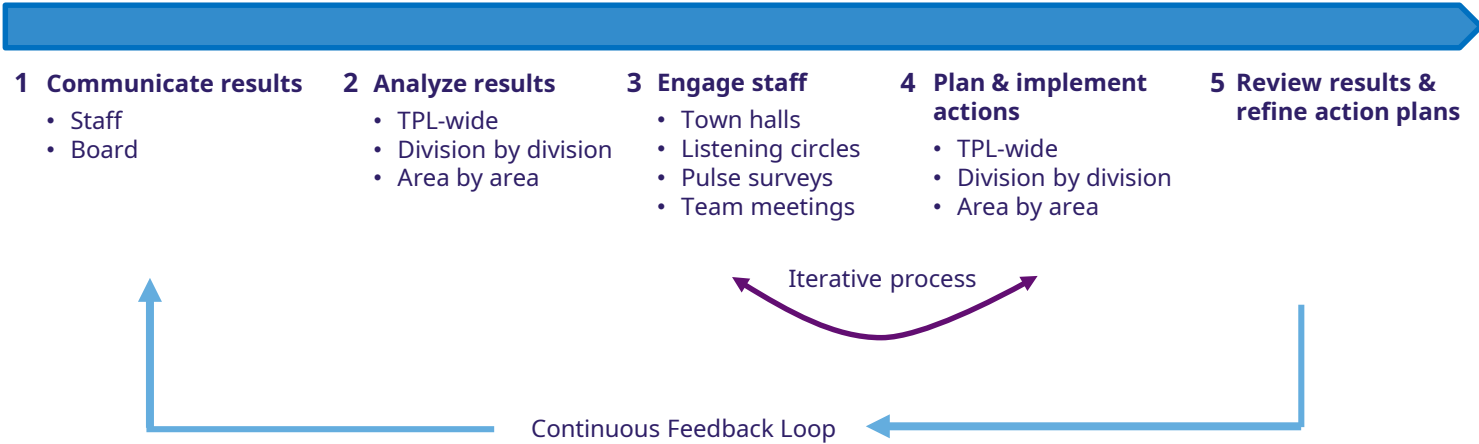 1 Communicate results
• Staff
• Board
2 Analyze results
• TPL-wide
• Division by division
• Area by area
3 Engage staff
• Town halls
• Listening circles
• Pulse surveys
• Team meetings
4 Plan & implement
actions
• TPL-wide
• Division by division
• Area by area
5 Review results &
refine action plans
Iterative process
Continuous Feedback Loop